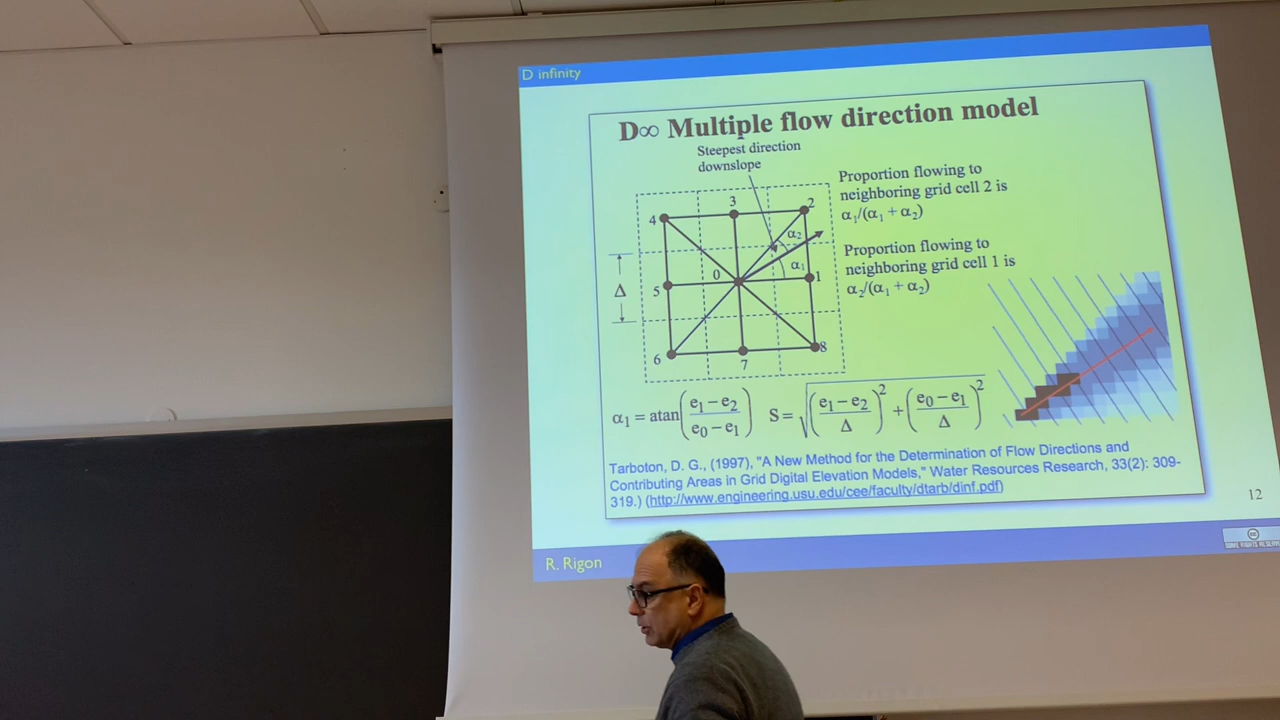 D infinity
D∞ Multiple flow direction model
Steepest direction
downslope
Proportion flowing to
neighboring grid cell 2 is
α₁/(α₁ + α₂)
Proportion flowing to
neighboring grid cell 1 is
α₂/(α₁ + α₂)
4 3 2
α₂
0 α₁ 1
Δ 5
6 7 8
α₁ = atan((e₁ − e₂)/(e₀ − e₁)) S = √(((e₁ − e₂)/Δ)² + ((e₀ − e₁)/Δ)²)
Tarboton, D. G., (1997), "A New Method for the Determination of Flow Directions and
Contributing Areas in Grid Digital Elevation Models," Water Resources Research, 33(2): 309-
319.) (http://www.engineering.usu.edu/cee/faculty/dtarb/dinf.pdf)
12
R. Rigon
cc